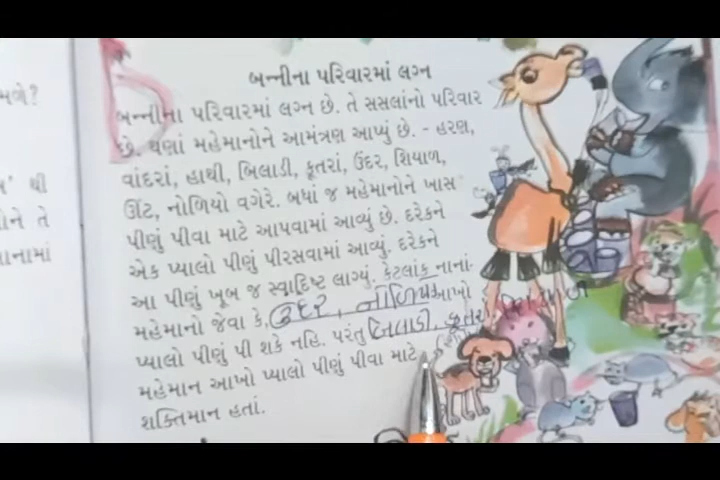 મળે?
થી
ને તે
ાનામાં
બન્નીના પરિવારમાં લગ્ન
બન્નીના પરિવારમાં લગ્ન છે. તે સસલાંનો પરિવાર
છે. ઘણાં મહેમાનોને આમંત્રણ આપ્યું છે. - હરણ,
વાંદરાં, હાથી, બિલાડી, કૂતરાં, ઉંદર, શિયાળ,
ઊંટ, નોળિયો વગેરે. બધાં જ મહેમાનોને ખાસ
પીણું પીવા માટે આપવામાં આવ્યું છે. દરેકને
એક પ્યાલો પીણું પીરસવામાં આવ્યું. દરેકને
આ પીણું ખૂબ જ સ્વાદિષ્ટ લાગ્યું. કેટલાંક નાનાં
મહેમાનો જેવા કે, ઉંદર, નોળિયો આખો
પ્યાલો પીણું પી શકે નહિ. પરંતુ બિલાડી, કૂતરાં
મહેમાન આખો પ્યાલો પીણું પીવા માટે
શક્તિમાન હતાં.